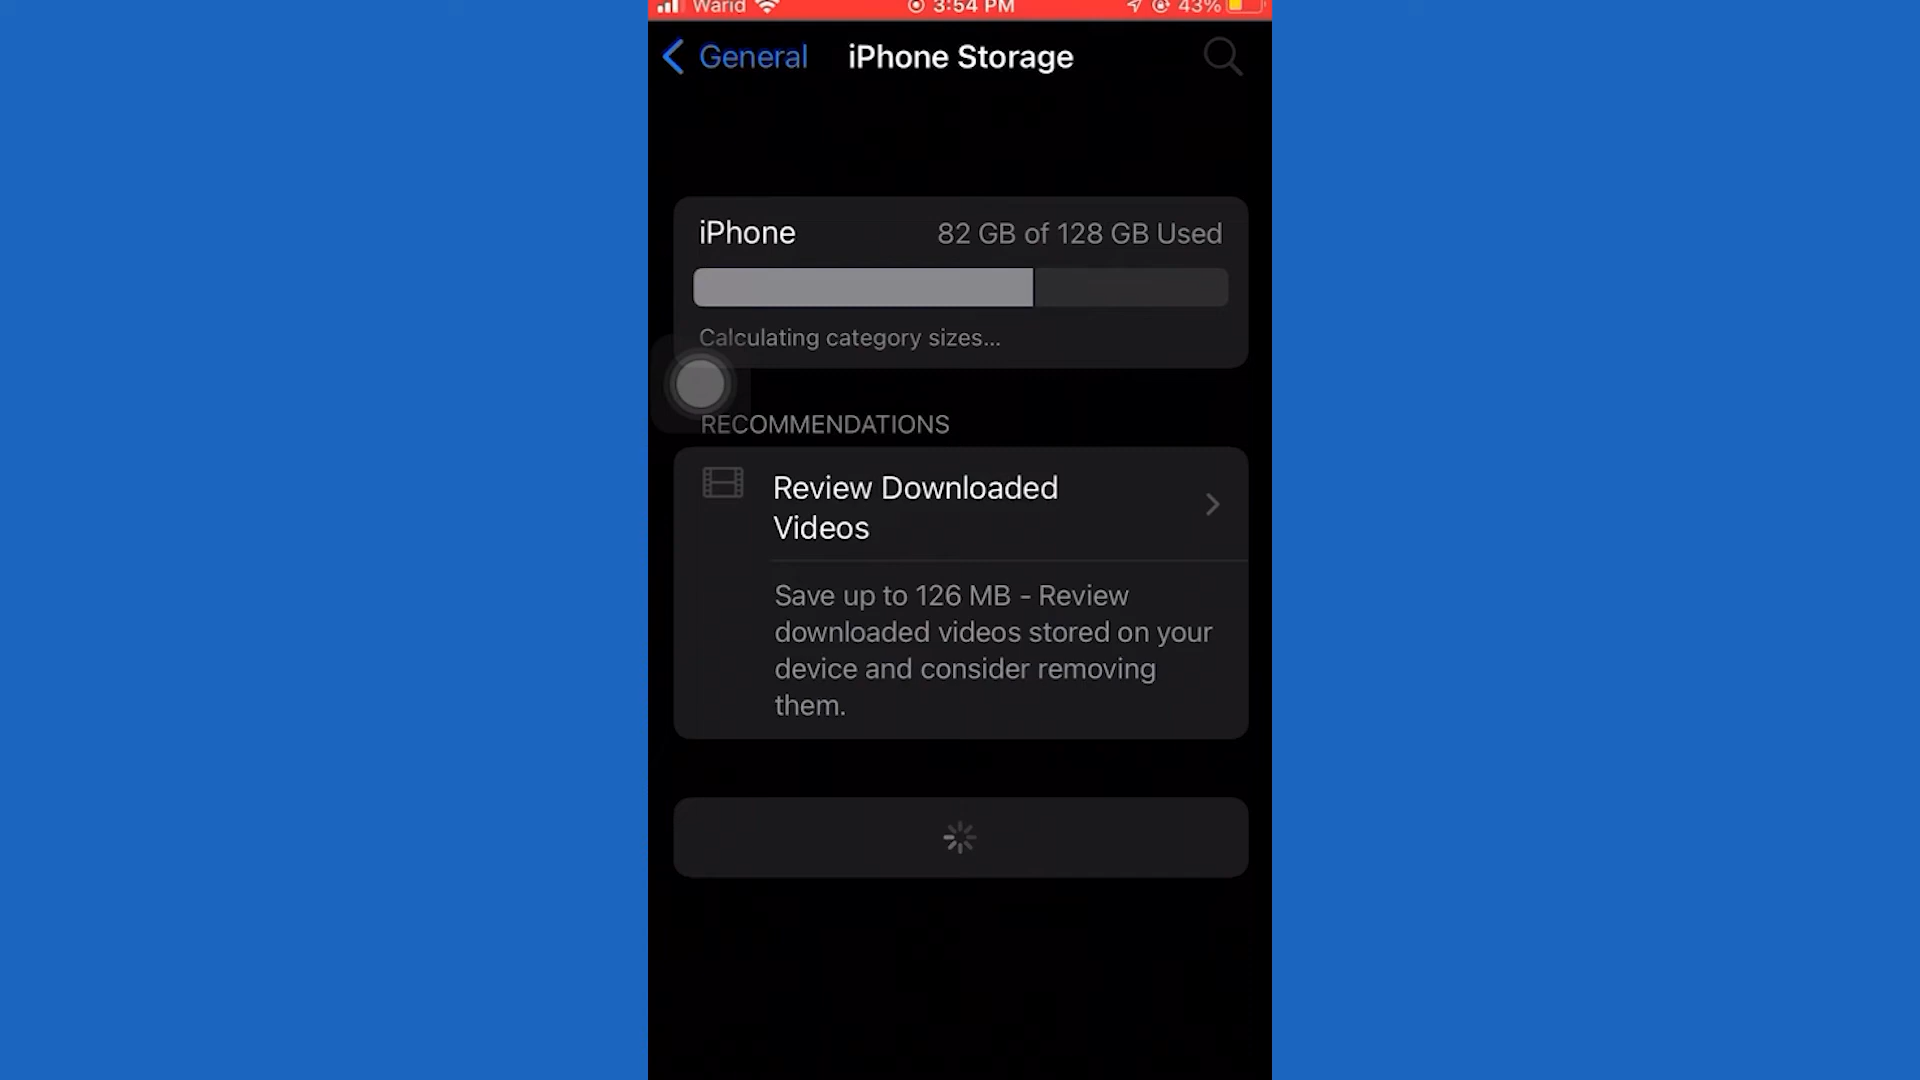 Warid 3:54 PM 43%
General iPhone Storage
iPhone 82 GB of 128 GB Used
Calculating category sizes...
RECOMMENDATIONS
Review Downloaded
Videos
Save up to 126 MB - Review
downloaded videos stored on your
device and consider removing
them.